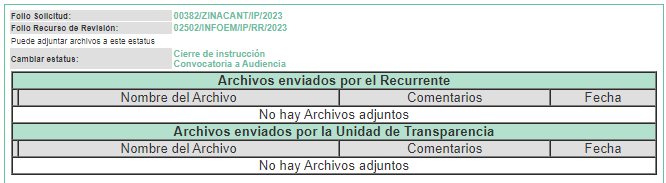 Folio Solicitud: 00382/ZINACANT/IP/2023
Folio Recurso de Revisión: 02502/INFOEM/IP/RR/2023
Puede adjuntar archivos a este estatus
Cambiar estatus: Cierre de instrucción
Convocatoria a Audiencia
Archivos enviados por el Recurrente
Nombre del Archivo Comentarios Fecha
No hay Archivos adjuntos
Archivos enviados por la Unidad de Transparencia
Nombre del Archivo Comentarios Fecha
No hay Archivos adjuntos